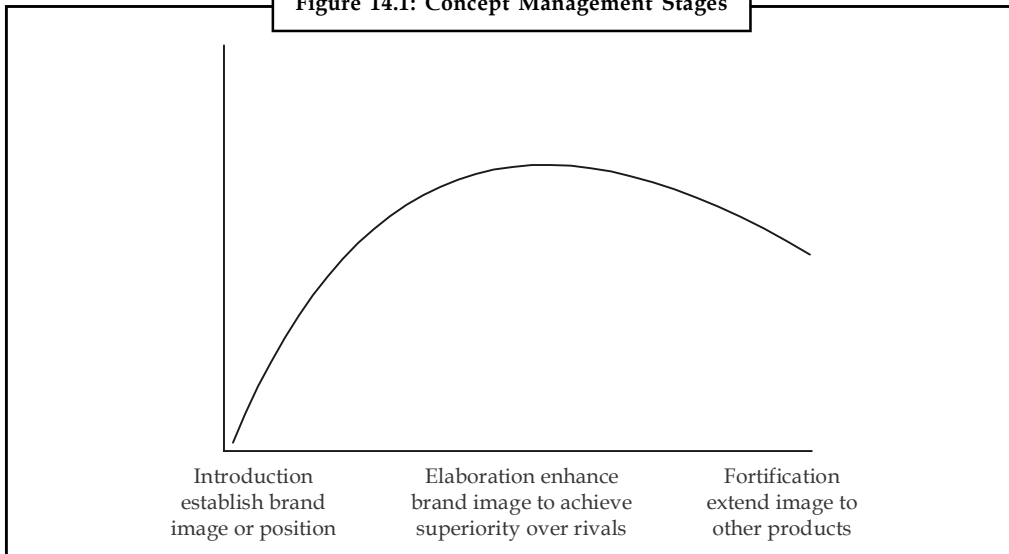 Figure 14.1: Concept Management Stages
Introduction
establish brand
image or position
Elaboration enhance
brand image to achieve
superiority over rivals
Fortification
extend image to
other products